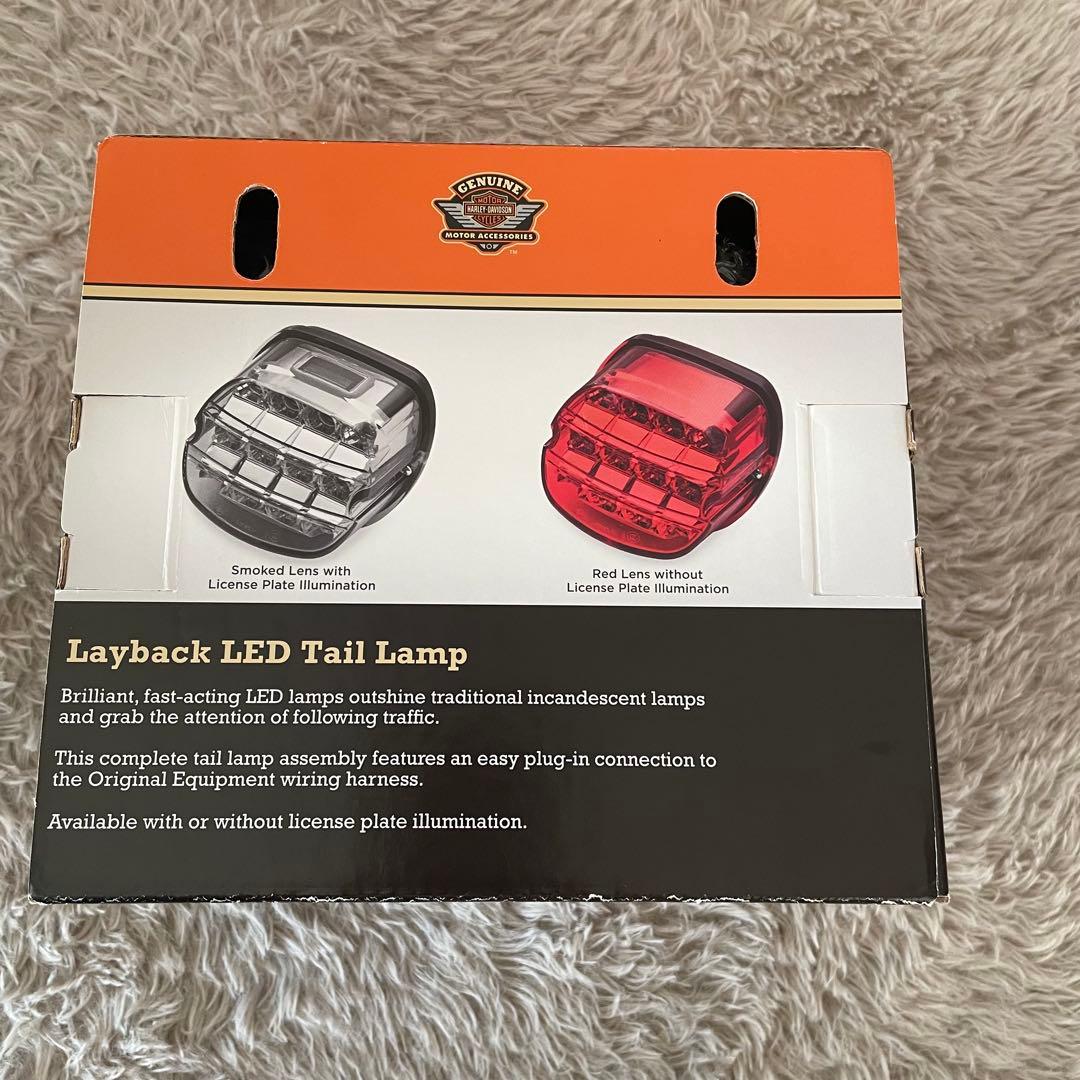 GENUINE
MOTOR
HARLEY-DAVIDSON
CYCLES
MOTOR ACCESSORIES
TM
Smoked Lens with
License Plate Illumination
Red Lens without
License Plate Illumination
Layback LED Tail Lamp
Brilliant, fast-acting LED lamps outshine traditional incandescent lamps
and grab the attention of following traffic.
This complete tail lamp assembly features an easy plug-in connection to
the Original Equipment wiring harness.
Available with or without license plate illumination.